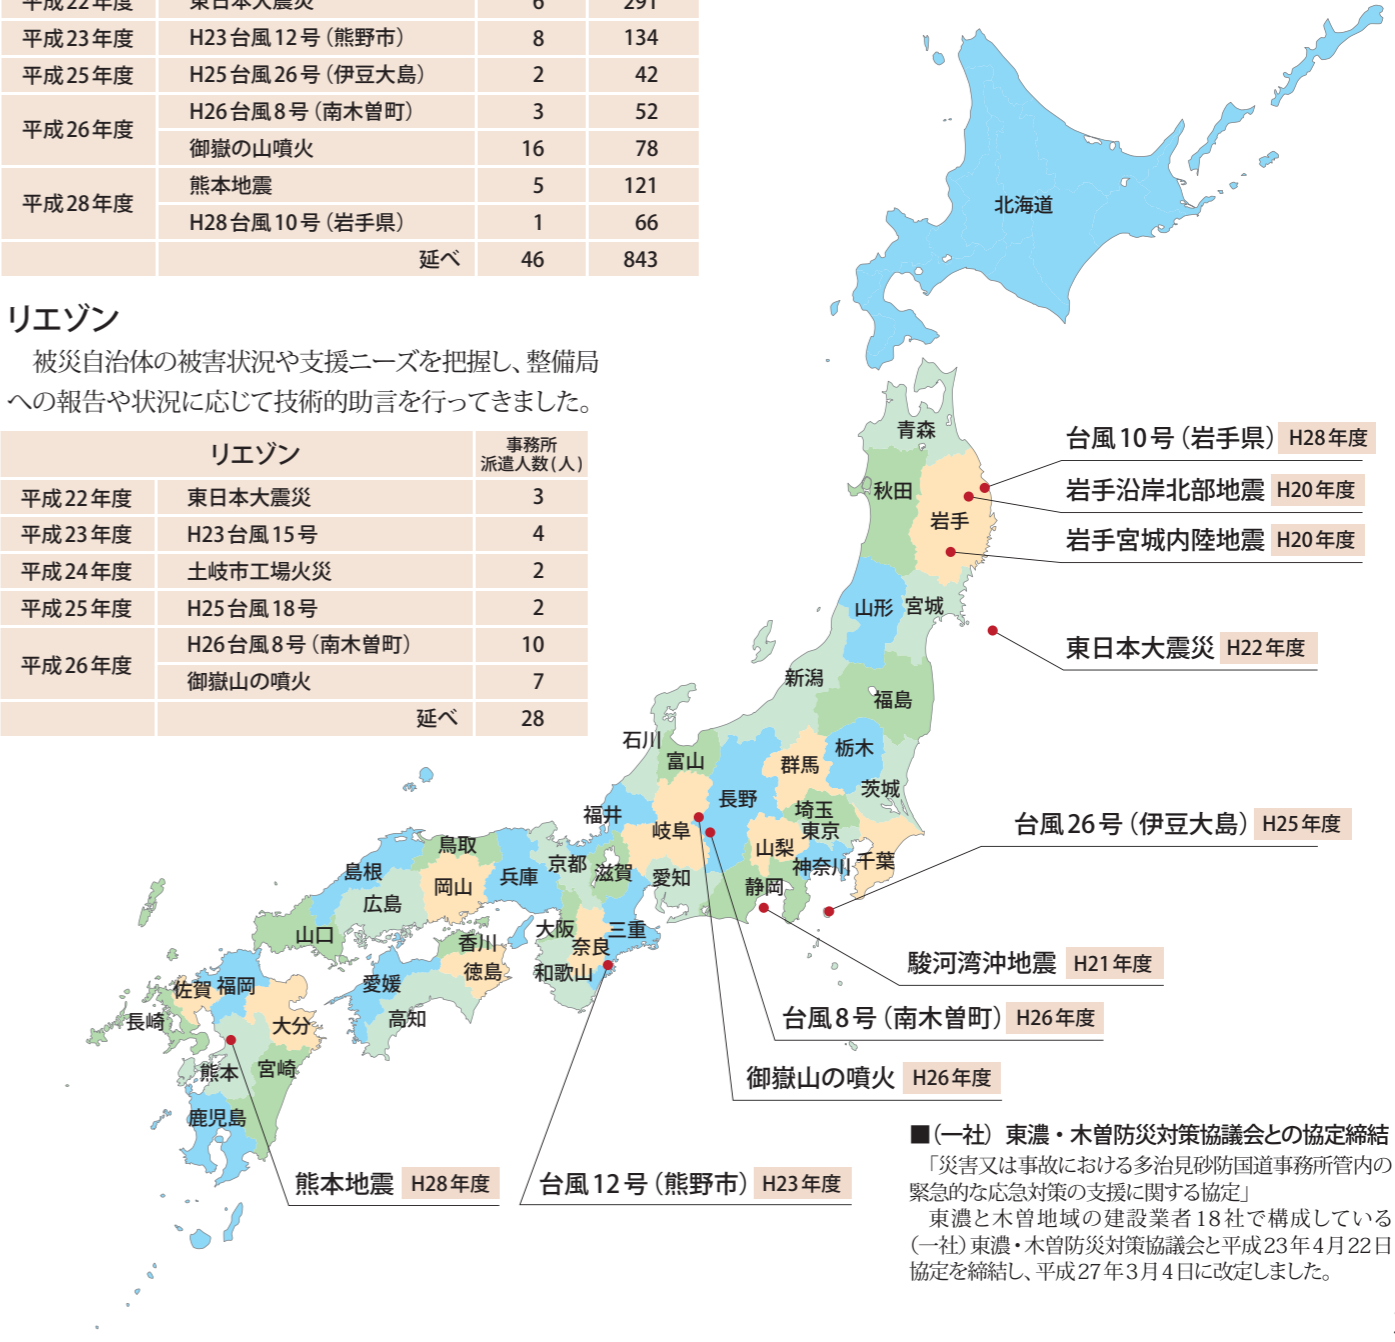 平成22年度 東日本大震災 6 291
平成23年度 H23台風12号（熊野市） 8 134
平成25年度 H25台風26号（伊豆大島） 2 42
平成26年度 H26台風8号（南木曽町） 3 52
御嶽の山噴火 16 78
平成28年度 熊本地震 5 121
H28台風10号（岩手県） 1 66
延べ 46 843
リエゾン
被災自治体の被害状況や支援ニーズを把握し、整備局
への報告や状況に応じて技術的助言を行ってきました。
リエゾン 事務所
派遣人数(人)
平成22年度 東日本大震災 3
平成23年度 H23台風15号 4
平成24年度 土岐市工場火災 2
平成25年度 H25台風18号 2
平成26年度 H26台風8号（南木曽町） 10
御嶽山の噴火 7
延べ 28
北海道
青森
秋田
岩手
山形
宮城
新潟
福島
石川
富山
群馬
栃木
長野
茨城
福井
岐阜
埼玉
東京
山梨
神奈川
千葉
鳥取
島根
岡山
兵庫
京都
滋賀
愛知
静岡
広島
山口
香川
大阪
奈良
三重
徳島
和歌山
愛媛
高知
佐賀
福岡
長崎
大分
熊本
宮崎
鹿児島
台風10号（岩手県） H28年度
岩手沿岸北部地震 H20年度
岩手宮城内陸地震 H20年度
東日本大震災 H22年度
台風26号（伊豆大島） H25年度
駿河湾沖地震 H21年度
台風8号（南木曽町） H26年度
御嶽山の噴火 H26年度
熊本地震 H28年度
台風12号（熊野市） H23年度
■（一社） 東濃・木曽防災対策協議会との協定締結
「災害又は事故における多治見砂防国道事務所管内の
緊急的な応急対策の支援に関する協定」
東濃と木曽地域の建設業者18社で構成している
（一社）東濃・木曽防災対策協議会と平成23年4月22日
協定を締結し、平成27年3月4日に改定しました。